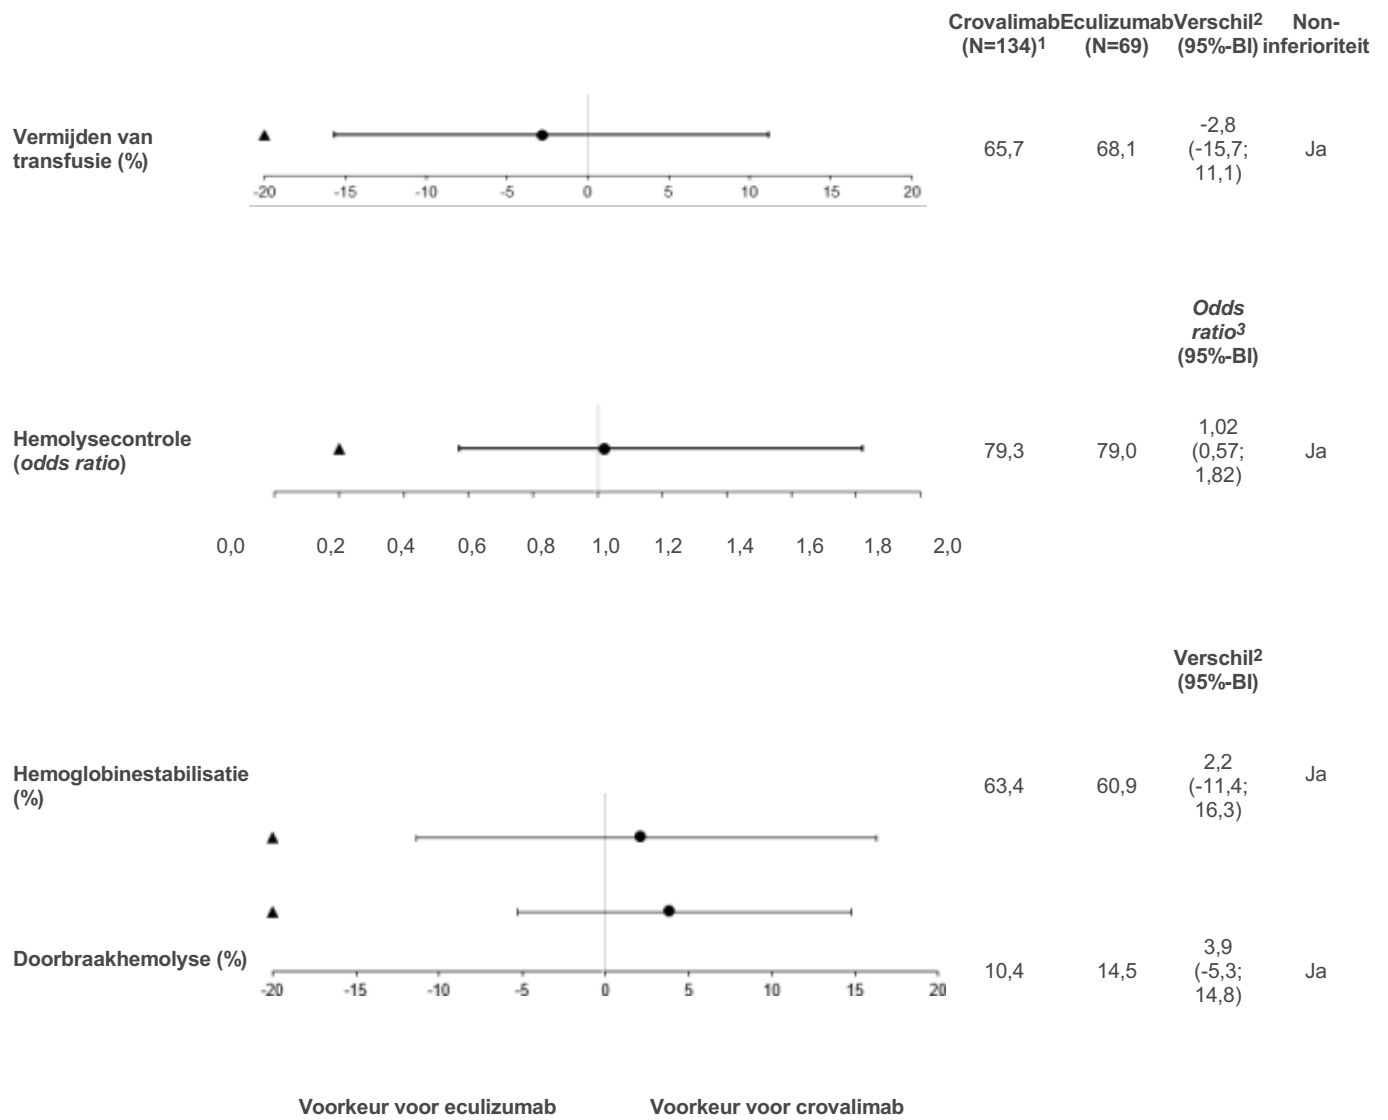 CrovalimabEculizumabVerschil2 Non-
(N=134)1 (N=69) (95%-BI) inferioriteit
Vermijden van
transfusie (%)
65,7 68,1
-2,8
(-15,7;
11,1)
Ja
-20 -15 -10 -5 0 5 10 15 20
Odds
ratio3
(95%-BI)
Hemolysecontrole
(odds ratio)
79,3 79,0
1,02
(0,57;
1,82)
Ja
0,0 0,2 0,4 0,6 0,8 1,0 1,2 1,4 1,6 1,8 2,0
Verschil2
(95%-BI)
Hemoglobinestabilisatie
(%)
63,4 60,9
2,2
(-11,4;
16,3)
Ja
Doorbraakhemolyse (%)
10,4 14,5
3,9
(-5,3;
14,8)
Ja
-20 -15 -10 -5 0 5 10 15 20
Voorkeur voor eculizumab Voorkeur voor crovalimab